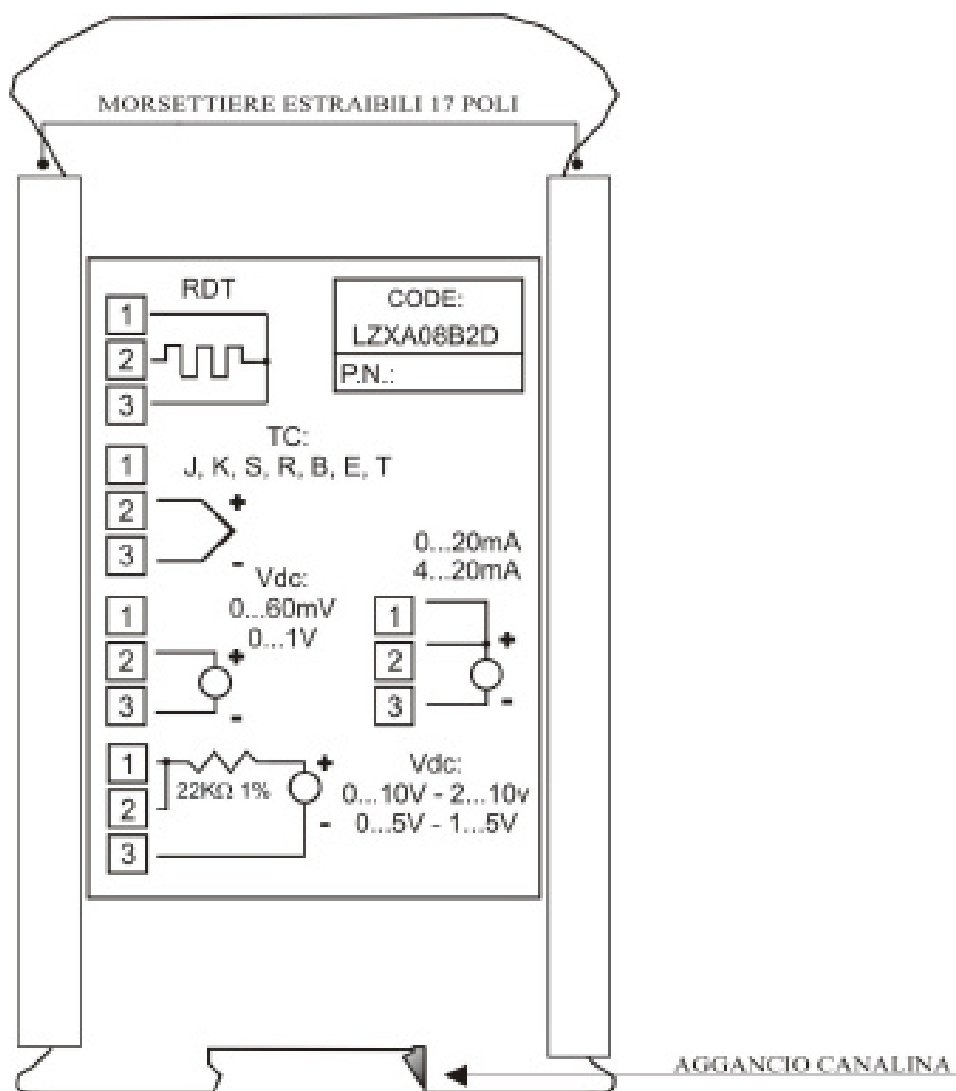 MORSETTIERE ESTRAIBILI 17 POLI
RDT
1
2
3
CODE:
LZXA08B2D
P.N.:
TC:
J, K, S, R, B, E, T
1
2
3
+
-
Vdc:
0...60mV
0...1V
1
2
3
+
-
0...20mA
4...20mA
1
2
3
+
-
1
2
3
22KΩ 1%
+
-
Vdc:
0...10V - 2...10v
0...5V - 1...5V
AGGANCIO CANALINA